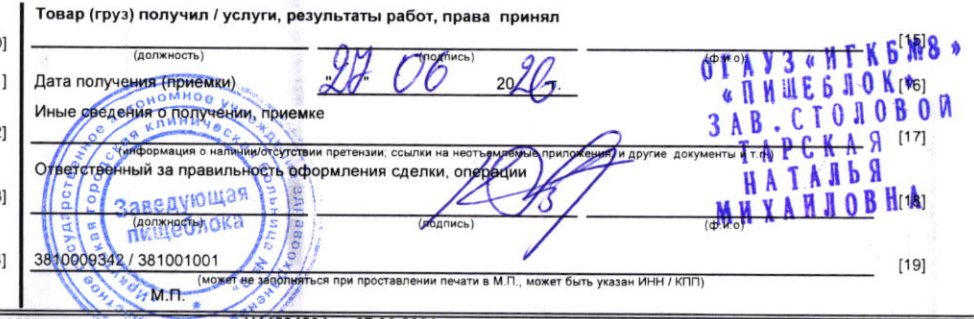 Товар (груз) получил / услуги, результаты работ, права принял
[15]
(должность) (подпись) (ф.и.о)
Дата получения (приемки) "27" 06 2020 г. [16]
Иные сведения о получении, приемке
[17]
(информация о наличии/отсутствии претензии; ссылки на неотъемлемые приложения, и другие документы и т.п.)
Ответственный за правильность оформления сделки, операции
[18]
(должность) (подпись) (ф.и.о)
3810009342 / 381001001 [19]
(может не заполняться при проставлении печати в М.П., может быть указан ИНН / КПП)
М.П.
ОГАУЗ «ИГКБ №8»
«ПИЩЕБЛОК»
ЗАВ. СТОЛОВОЙ
ТАРСКАЯ
НАТАЛЬЯ
МИХАЙЛОВНА
Заведующая
пищеблока